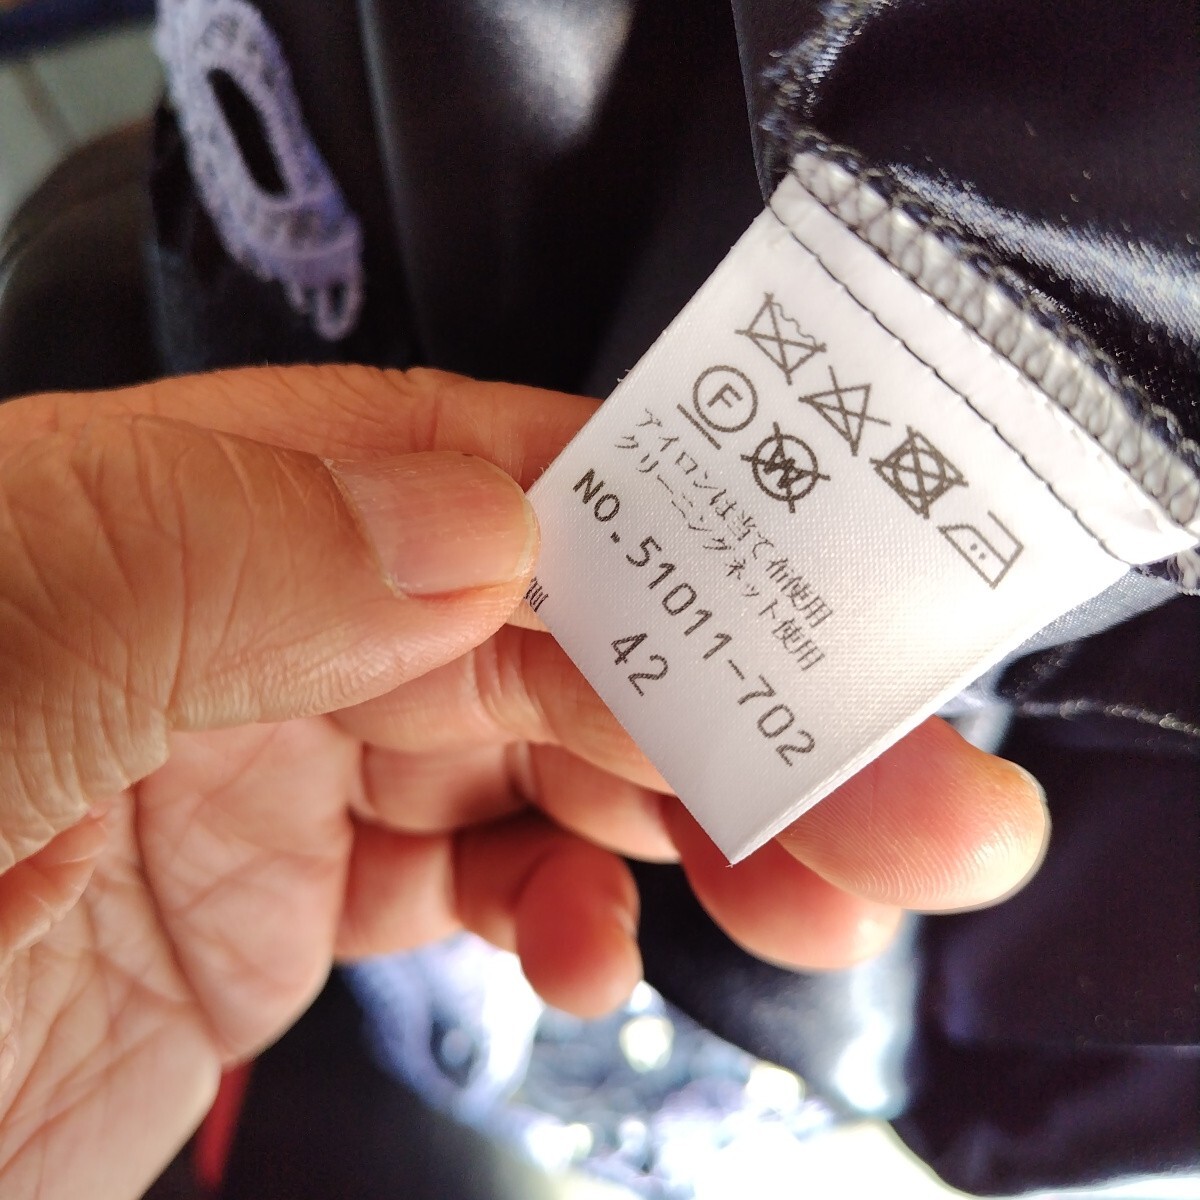 F
W
アイロンは当て布使用
クリーニングネット使用
NO.51011-702
42